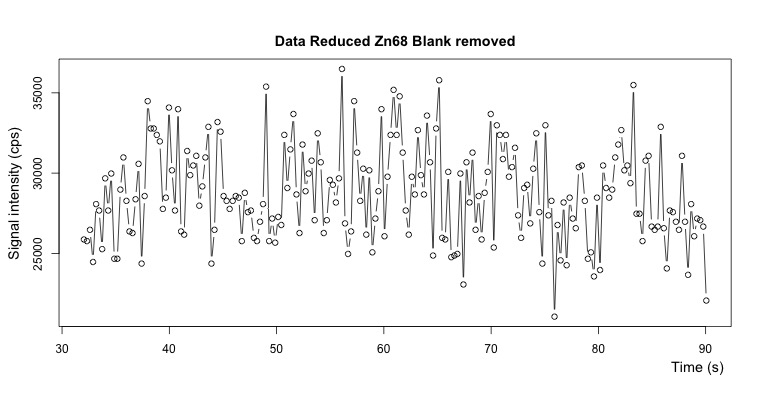 Data Reduced Zn68 Blank removed
Signal intensity (cps)
35000
30000
25000
30 40 50 60 70 80 90
Time (s)